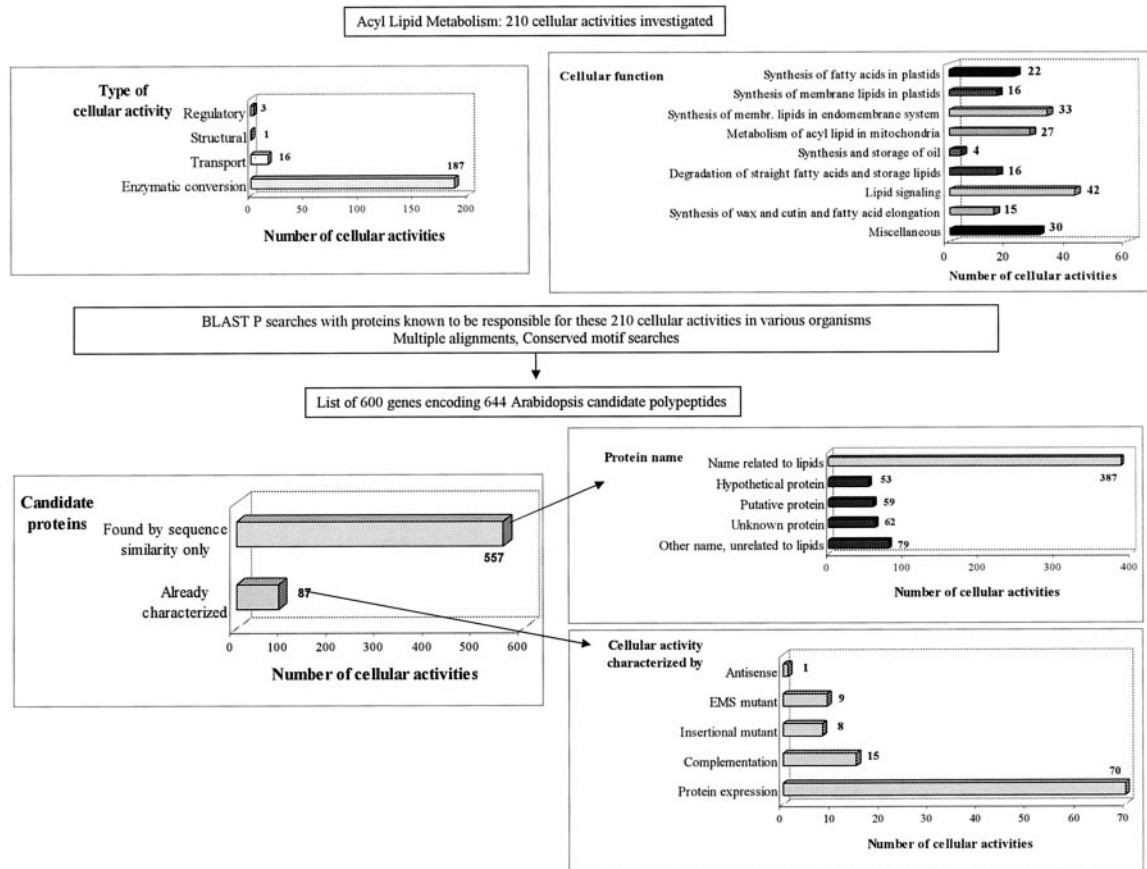 Acyl Lipid Metabolism: 210 cellular activities investigated
Type of
cellular activity
Regulatory 3
Structural 1
Transport 16
Enzymatic conversion 187
0 50 100 150 200
Number of cellular activities
Cellular function
Synthesis of fatty acids in plastids 22
Synthesis of membrane lipids in plastids 16
Synthesis of membr. lipids in endomembrane system 33
Metabolism of acyl lipid in mitochondria 27
Synthesis and storage of oil 4
Degradation of straight fatty acids and storage lipids 16
Lipid signaling 42
Synthesis of wax and cutin and fatty acid elongation 15
Miscellaneous 30
0 20 40 60
Number of cellular activities
BLAST P searches with proteins known to be responsible for these 210 cellular activities in various organisms
Multiple alignments, Conserved motif searches
List of 600 genes encoding 644 Arabidopsis candidate polypeptides
Candidate
proteins
Found by sequence
similarity only
557
Already
characterized
87
0 100 200 300 400 500 600
Number of cellular activities
Protein name
Name related to lipids 387
Hypothetical protein 53
Putative protein 59
Unknown protein 62
Other name, unrelated to lipids 79
0 100 200 300 400
Number of cellular activities
Cellular activity
characterized by
Antisense 1
EMS mutant 9
Insertional mutant 8
Complementation 15
Protein expression 70
0 10 20 30 40 50 60 70
Number of cellular activities